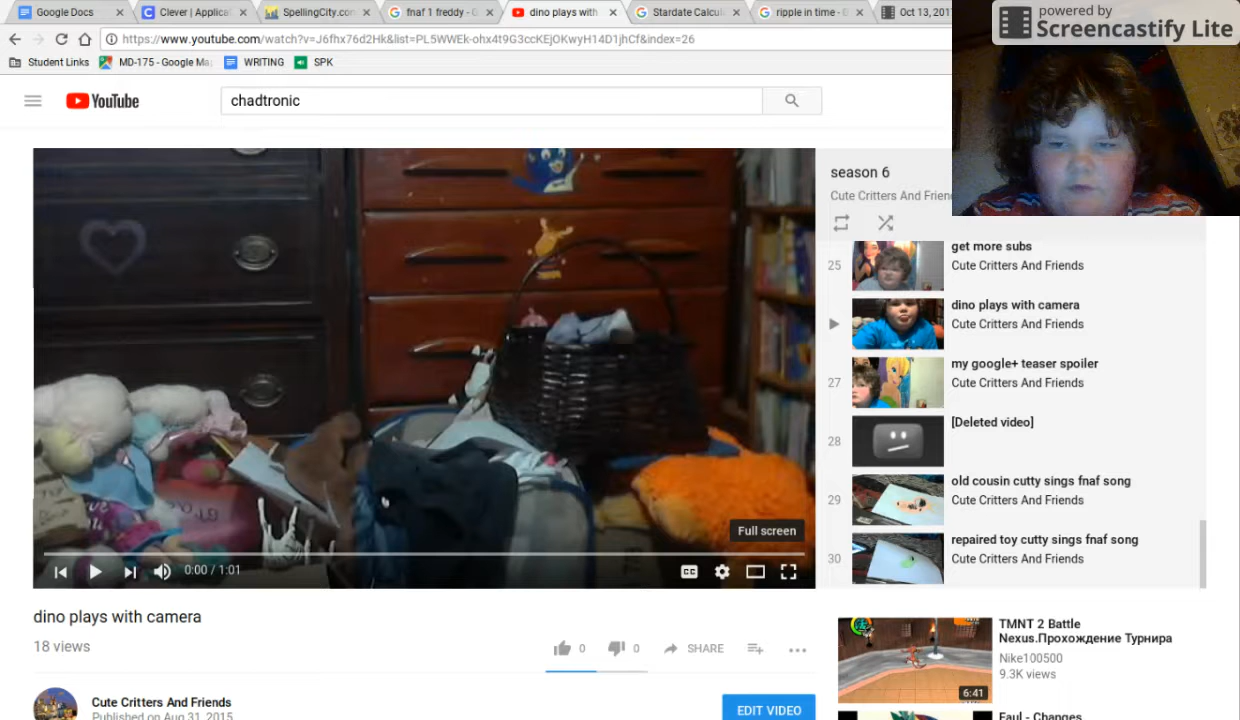 Google Docs
Clever | Applica
SpellingCity.con
fnaf 1 freddy - G
dino plays with
Stardate Calcul
ripple in time - G
Oct 13, 201
https://www.youtube.com/watch?v=J6fhx76d2Hk&list=PL5WWEk-ohx4t9G3ccKEjOKwyH14D1jhCf&index=26
Student Links
MD-175 - Google Ma
WRITING
SPK
powered by
Screencastify Lite
YouTube
chadtronic
season 6
Cute Critters And Frien
25
get more subs
Cute Critters And Friends
dino plays with camera
Cute Critters And Friends
27
my google+ teaser spoiler
Cute Critters And Friends
28
[Deleted video]
29
old cousin cutty sings fnaf song
Cute Critters And Friends
30
repaired toy cutty sings fnaf song
Cute Critters And Friends
Full screen
0:00 / 1:01
CC
dino plays with camera
18 views
0
0
SHARE
Cute Critters And Friends
Published on Aug 31, 2015
EDIT VIDEO
TMNT 2 Battle
Nexus.Прохождение Турнира
Nike100500
9.3K views
6:41
Faul - Changes